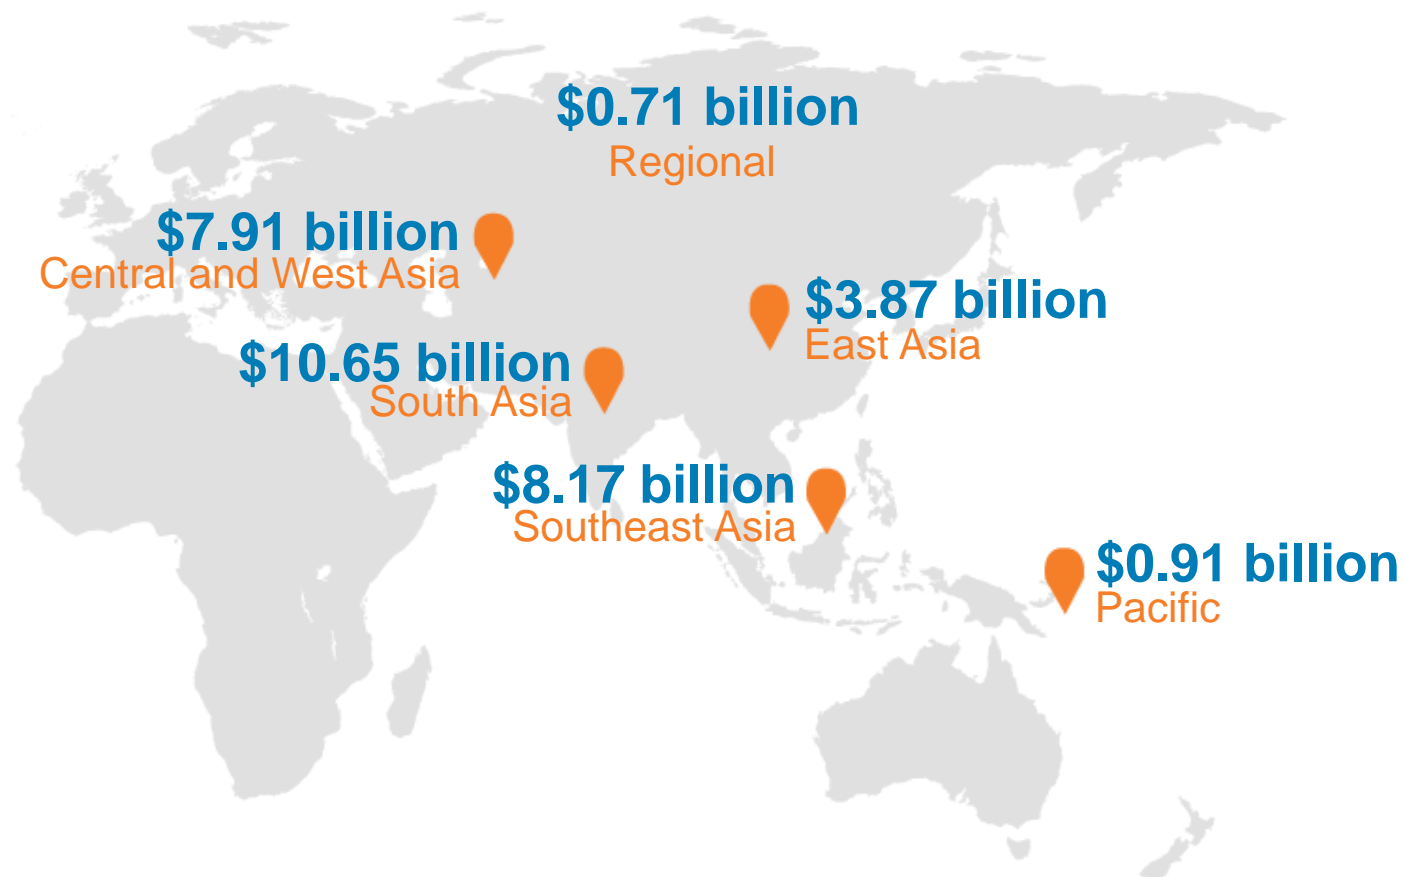 $0.71 billion
Regional
$7.91 billion
Central and West Asia
$3.87 billion
East Asia
$10.65 billion
South Asia
$8.17 billion
Southeast Asia
$0.91 billion
Pacific